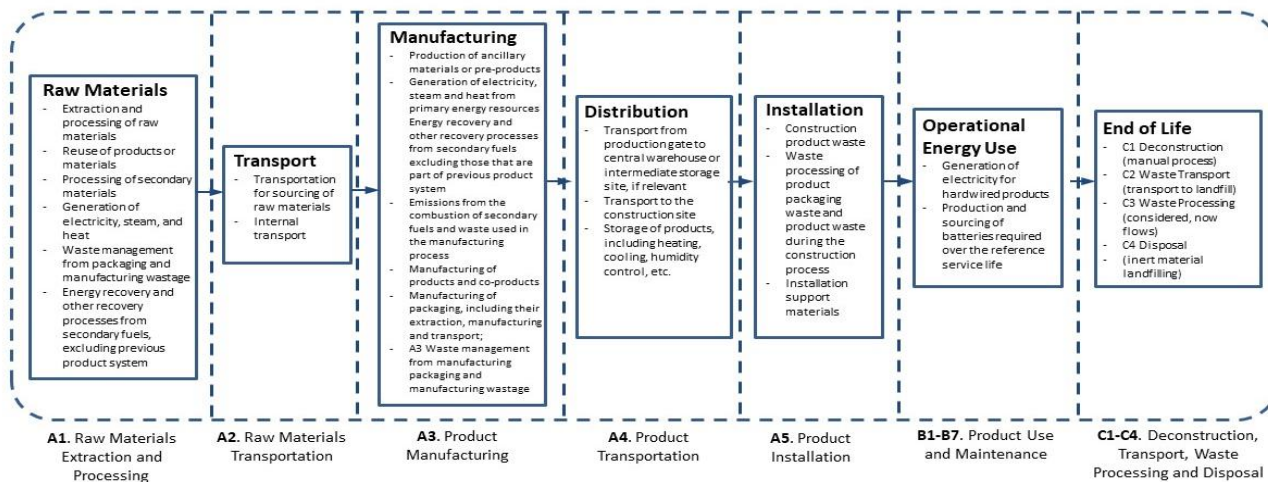 Raw Materials
- Extraction and
processing of raw
materials
- Reuse of products or
materials
- Processing of secondary
materials
- Generation of
electricity, steam, and
heat
- Waste management
from packaging and
manufacturing wastage
- Energy recovery and
other recovery processes
from secondary fuels,
excluding previous
product system
Transport
- Transportation
for sourcing of
raw materials
- Internal
transport
Manufacturing
- Production of ancillary
materials or pre-products
- Generation of electricity,
steam and heat from
primary energy resources
Energy recovery and
other recovery processes
from secondary fuels
excluding those that are
part of previous product
system
- Emissions from the
combustion of secondary
fuels and waste used in
the manufacturing
process
- Manufacturing of
products and co-products
- Manufacturing of
packaging, including their
extraction, manufacturing
and transport;
- A3 Waste management
from manufacturing
packaging and
manufacturing wastage
Distribution
- Transport from
production gate to
central warehouse or
intermediate storage
site, if relevant
- Transport to the
construction site
- Storage of products,
including heating,
cooling, humidity
control, etc.
Installation
- Construction
product waste
- Waste
processing of
product
packaging
waste and
product waste
during the
construction
process
- Installation
support
materials
Operational
Energy Use
- Generation of
electricity for
hardwired products
- Production and
sourcing of
batteries required
over the reference
service life
End of Life
- C1 Deconstruction
(manual process)
- C2 Waste Transport
(transport to landfill)
- C3 Waste Processing
(considered, now
flows)
- C4 Disposal
- (inert material
landfilling)
A1. Raw Materials
Extraction and
Processing
A2. Raw Materials
Transportation
A3. Product
Manufacturing
A4. Product
Transportation
A5. Product
Installation
B1-B7. Product Use
and Maintenance
C1-C4. Deconstruction,
Transport, Waste
Processing and Disposal